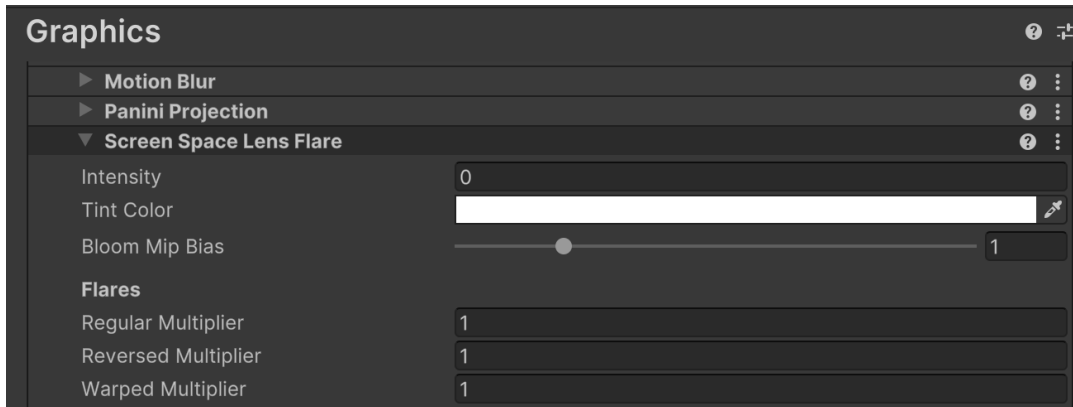 Graphics
Motion Blur
Panini Projection
Screen Space Lens Flare
Intensity 0
Tint Color
Bloom Mip Bias 1
Flares
Regular Multiplier 1
Reversed Multiplier 1
Warped Multiplier 1